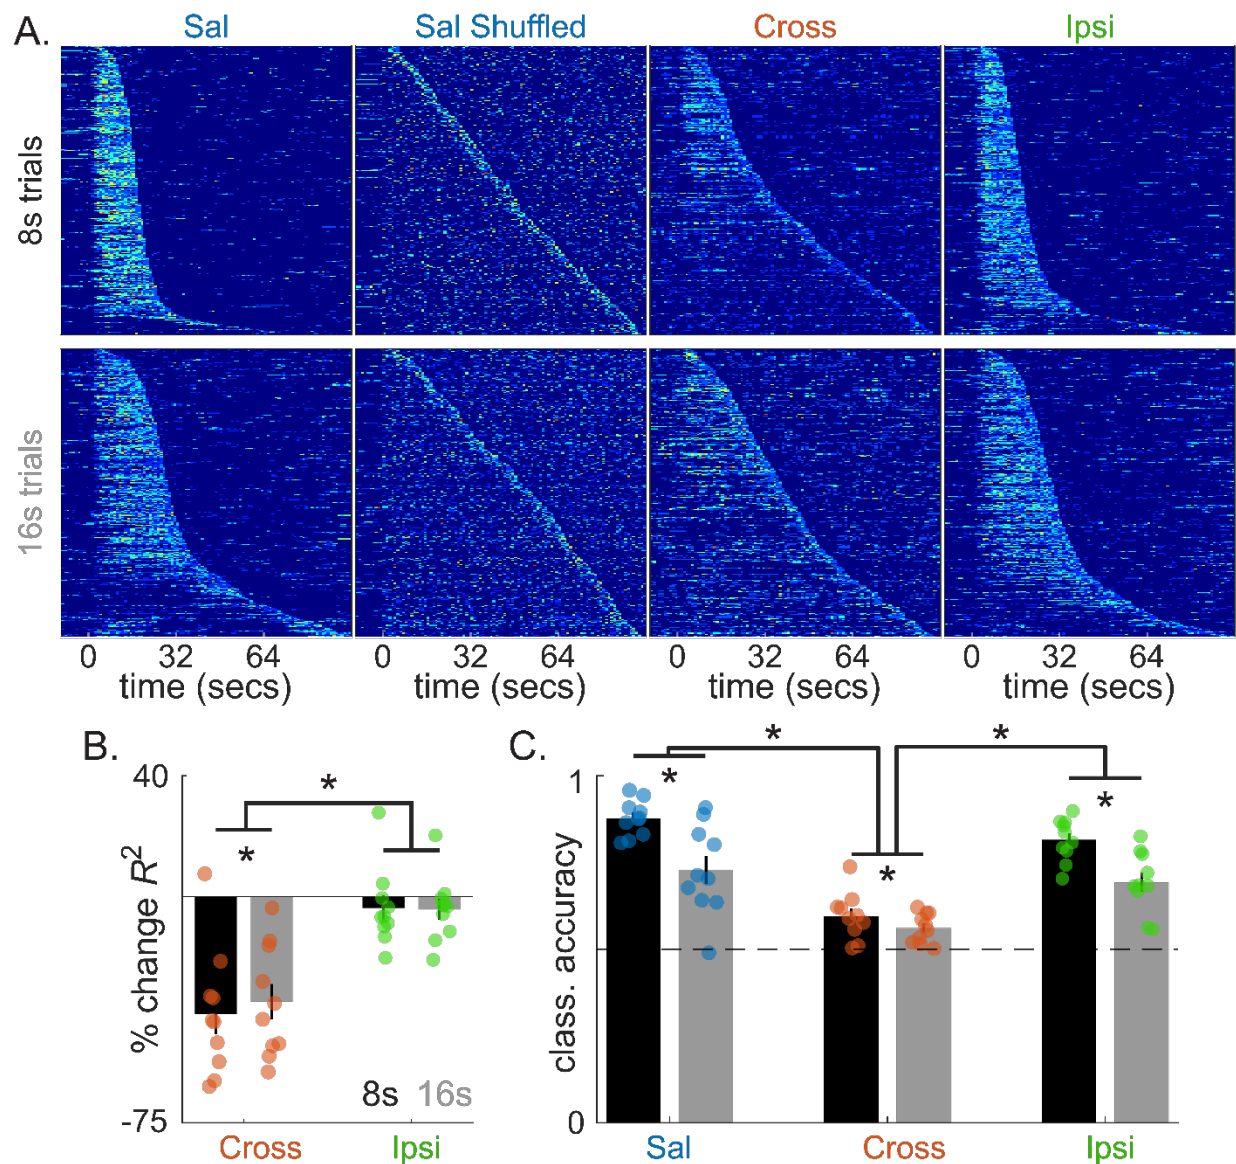 A.
Sal
Sal Shuffled
Cross
Ipsi
8s trials
16s trials
0 32 64
0 32 64
0 32 64
0 32 64
time (secs)
time (secs)
time (secs)
time (secs)
B.
40
% change R²
-75
*
*
8s 16s
Cross
Ipsi
C.
1
class. accuracy
0
*
*
*
*
*
Sal
Cross
Ipsi